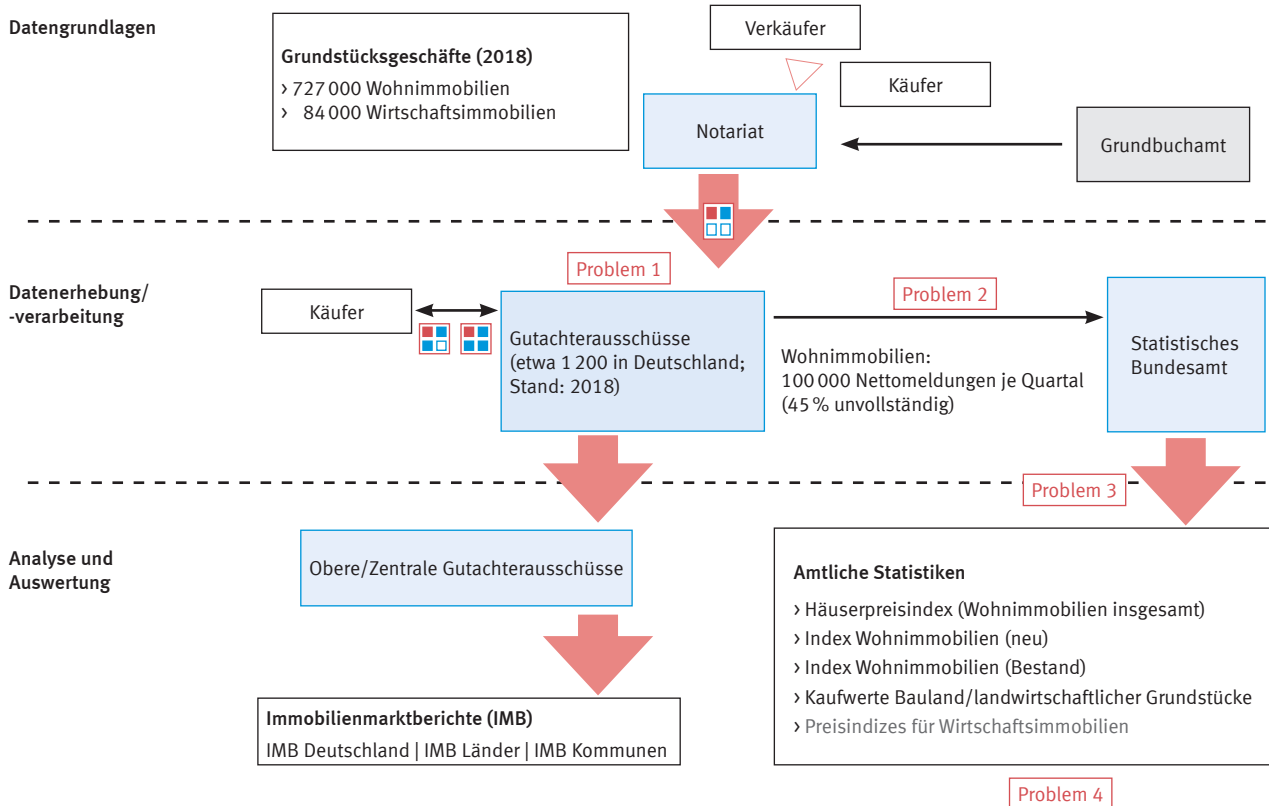 Datengrundlagen
Grundstücksgeschäfte (2018)
› 727 000 Wohnimmobilien
› 84 000 Wirtschaftsimmobilien
Verkäufer
Käufer
Notariat
Grundbuchamt
Datenerhebung/
-verarbeitung
Käufer
Problem 1
Gutachterausschüsse
(etwa 1 200 in Deutschland;
Stand: 2018)
Problem 2
Wohnimmobilien:
100 000 Nettomeldungen je Quartal
(45 % unvollständig)
Statistisches
Bundesamt
Problem 3
Analyse und
Auswertung
Obere/Zentrale Gutachterausschüsse
Immobilienmarktberichte (IMB)
IMB Deutschland | IMB Länder | IMB Kommunen
Amtliche Statistiken
› Häuserpreisindex (Wohnimmobilien insgesamt)
› Index Wohnimmobilien (neu)
› Index Wohnimmobilien (Bestand)
› Kaufwerte Bauland/landwirtschaftlicher Grundstücke
› Preisindizes für Wirtschaftsimmobilien
Problem 4